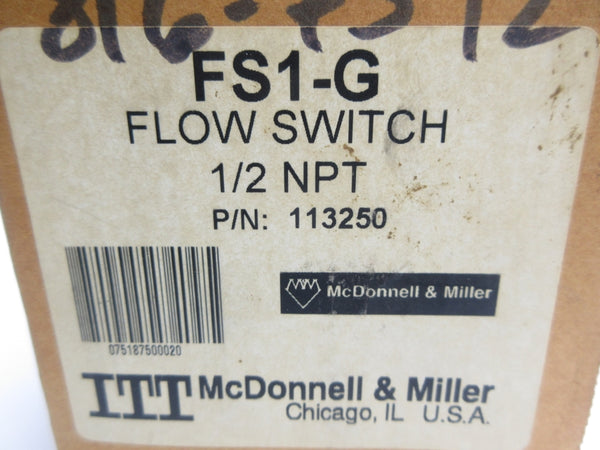 FS1-G
FLOW SWITCH
1/2 NPT
P/N: 113250
McDonnell & Miller
075187500020
ITT McDonnell & Miller
Chicago, IL U.S.A.